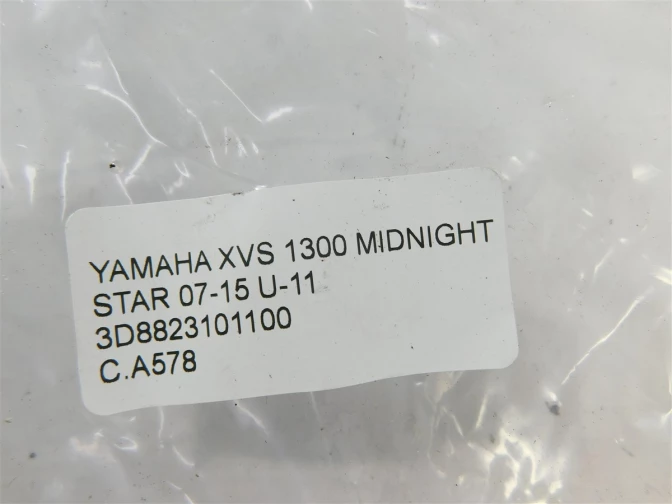 YAMAHA XVS 1300 MIDNIGHT
STAR 07-15 U-11
3D8823101100
C.A578